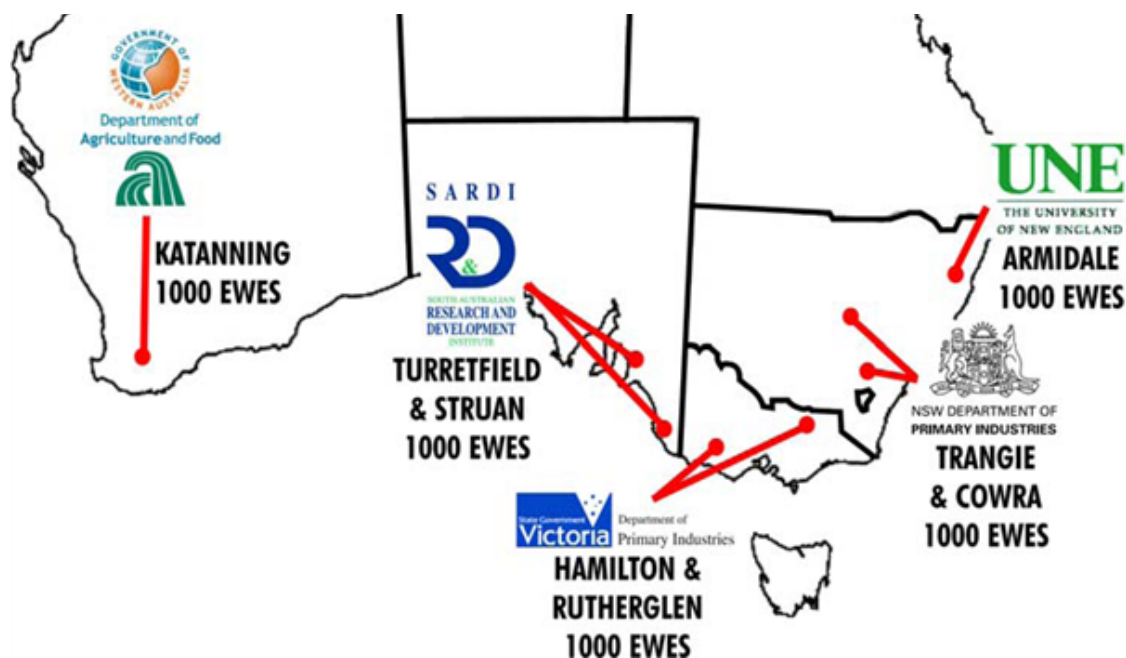 GOVERNMENT OF
WESTERN AUSTRALIA
Department of
Agriculture and Food
KATANNING
1000 EWES
SARDI
R&D
SOUTH AUSTRALIAN
RESEARCH AND
DEVELOPMENT
INSTITUTE
TURRETFIELD
& STRUAN
1000 EWES
UNE
THE UNIVERSITY
OF NEW ENGLAND
ARMIDALE
1000 EWES
NSW DEPARTMENT OF
PRIMARY INDUSTRIES
TRANGIE
& COWRA
1000 EWES
State Government
Victoria
Department of
Primary Industries
HAMILTON &
RUTHERGLEN
1000 EWES